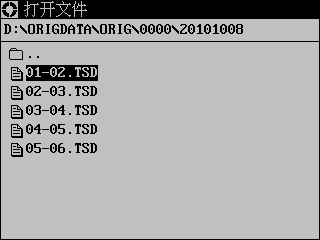 打开文件
D:\ORIGDATA\ORIG\0000\20101008
..
01-02.TSD
02-03.TSD
03-04.TSD
04-05.TSD
05-06.TSD